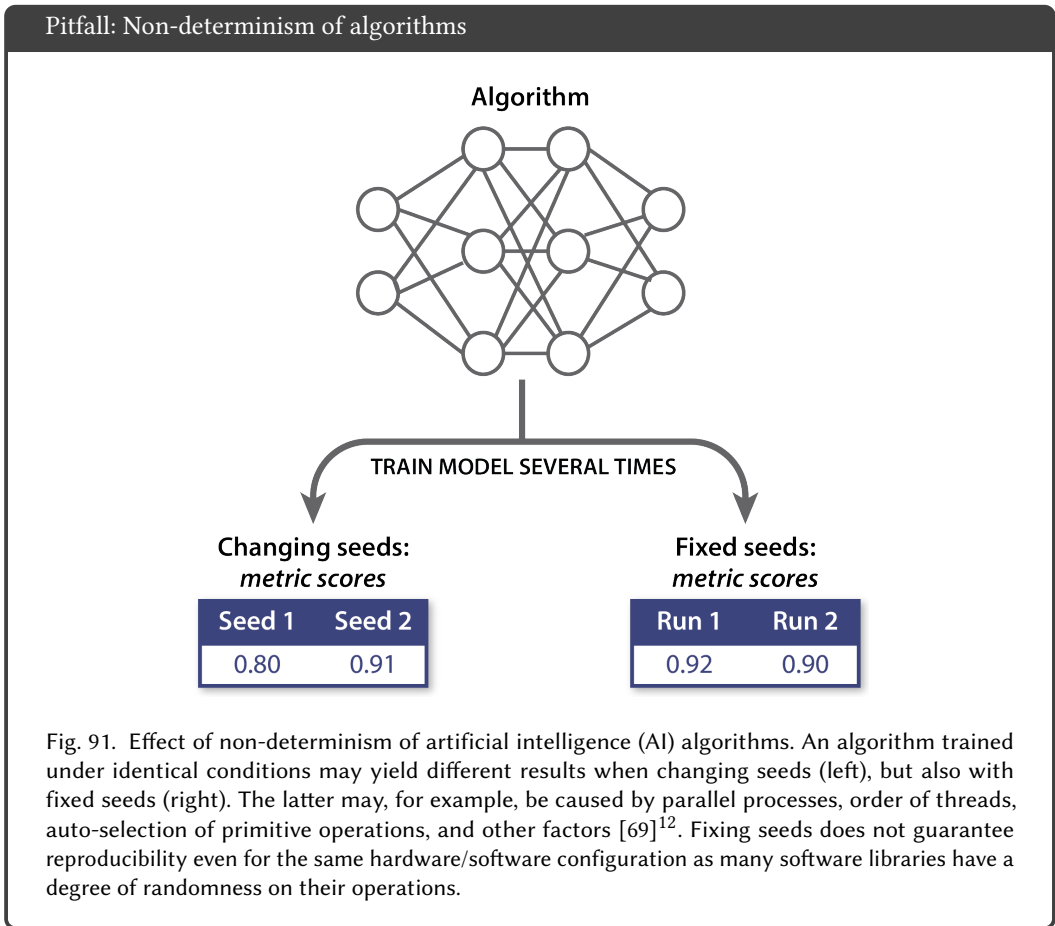 Pitfall: Non-determinism of algorithms
Algorithm
TRAIN MODEL SEVERAL TIMES
Changing seeds:
metric scores
Seed 1 Seed 2
0.80 0.91
Fixed seeds:
metric scores
Run 1 Run 2
0.92 0.90
Fig. 91. Effect of non-determinism of artificial intelligence (AI) algorithms. An algorithm trained
under identical conditions may yield different results when changing seeds (left), but also with
fixed seeds (right). The latter may, for example, be caused by parallel processes, order of threads,
auto-selection of primitive operations, and other factors [69]¹². Fixing seeds does not guarantee
reproducibility even for the same hardware/software configuration as many software libraries have a
degree of randomness on their operations.